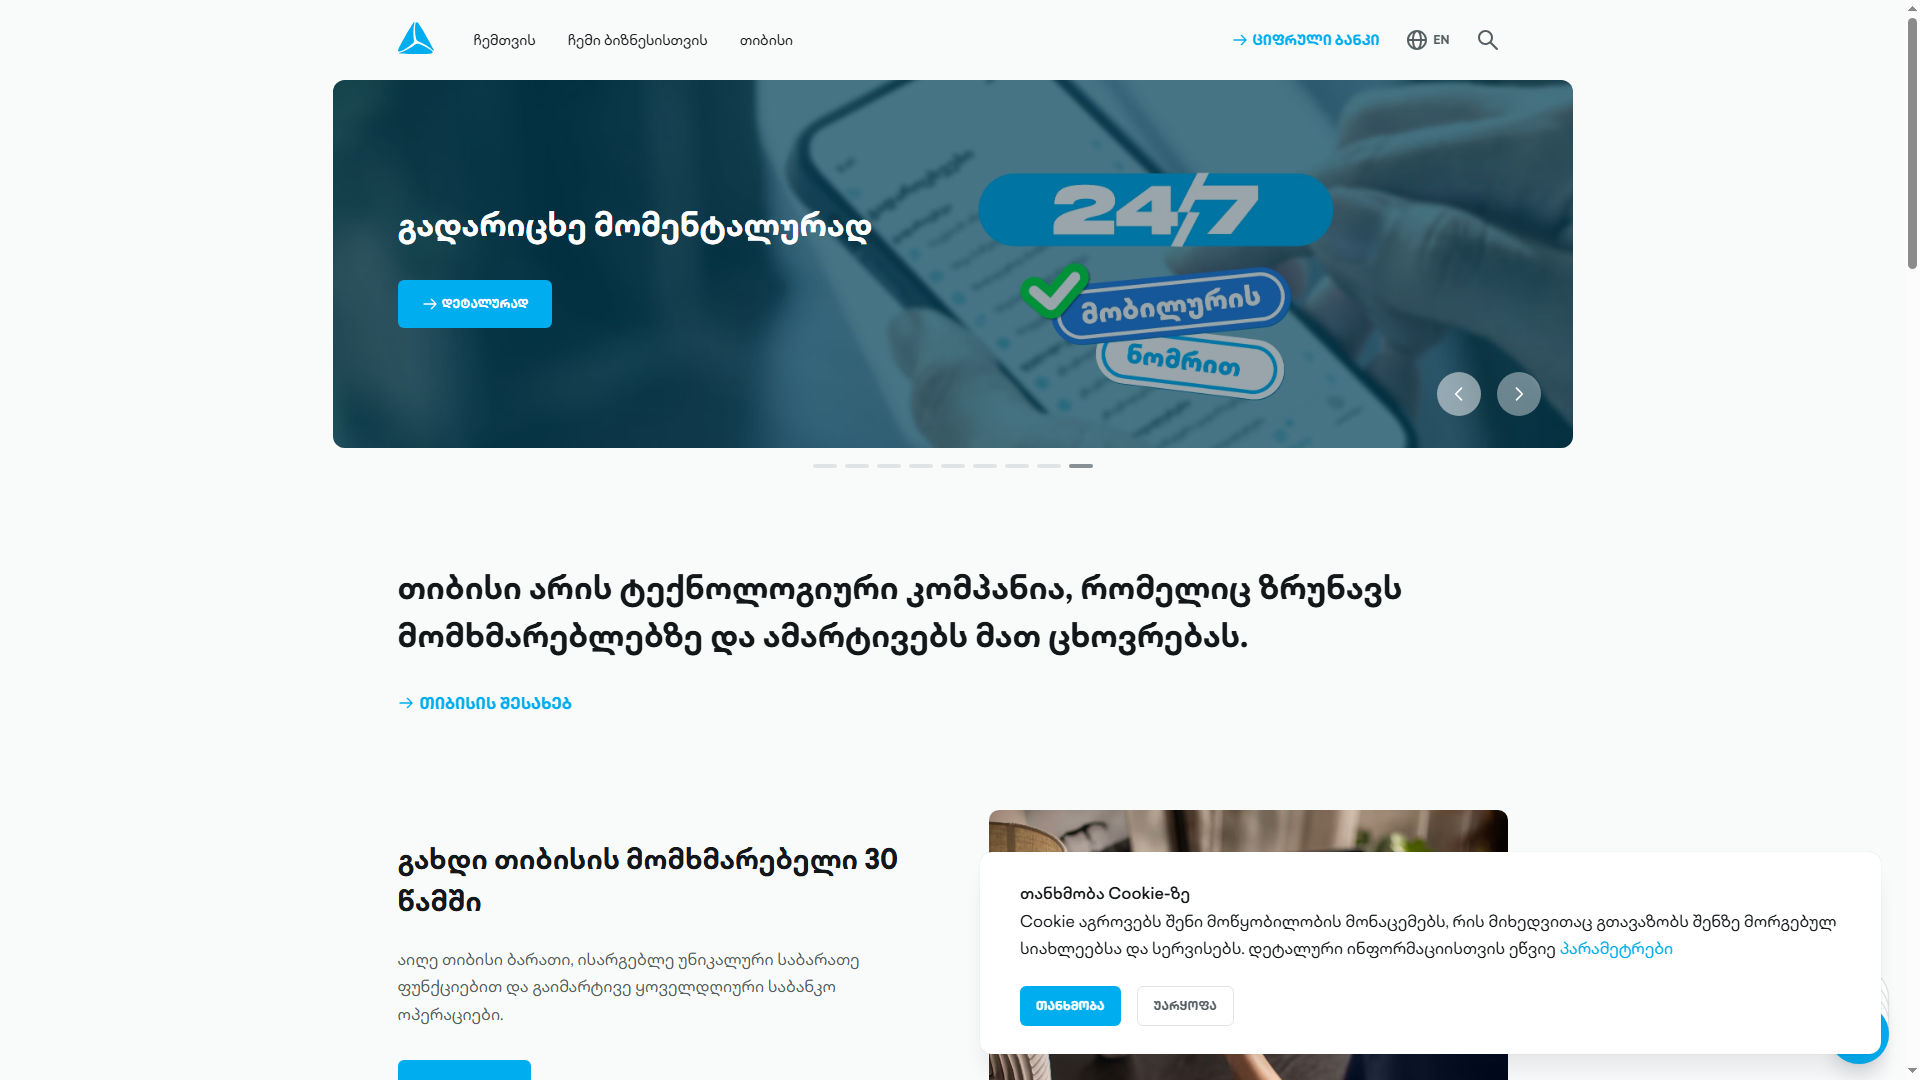 ჩემთვის
ჩემი ბიზნესისთვის
თიბისი
ციფრული ბანკი
EN
გადარიცხე მომენტალურად
დეტალურად
24/7
მობილურის
ნომრით
თიბისი არის ტექნოლოგიური კომპანია, რომელიც ზრუნავს
მომხმარებლებზე და ამარტივებს მათ ცხოვრებას.
თიბისის შესახებ
გახდი თიბისის მომხმარებელი 30
წამში
აიღე თიბისი ბარათი, ისარგებლე უნიკალური საბარათე
ფუნქციებით და გაიმარტივე ყოველდღიური საბანკო
ოპერაციები.
თანხმობა Cookie-ზე
Cookie აგროვებს შენი მოწყობილობის მონაცემებს, რის მიხედვითაც გთავაზობს შენზე მორგებულ
სიახლეებსა და სერვისებს. დეტალური ინფორმაციისთვის ეწვიე პარამეტრები
თანხმობა
უარყოფა